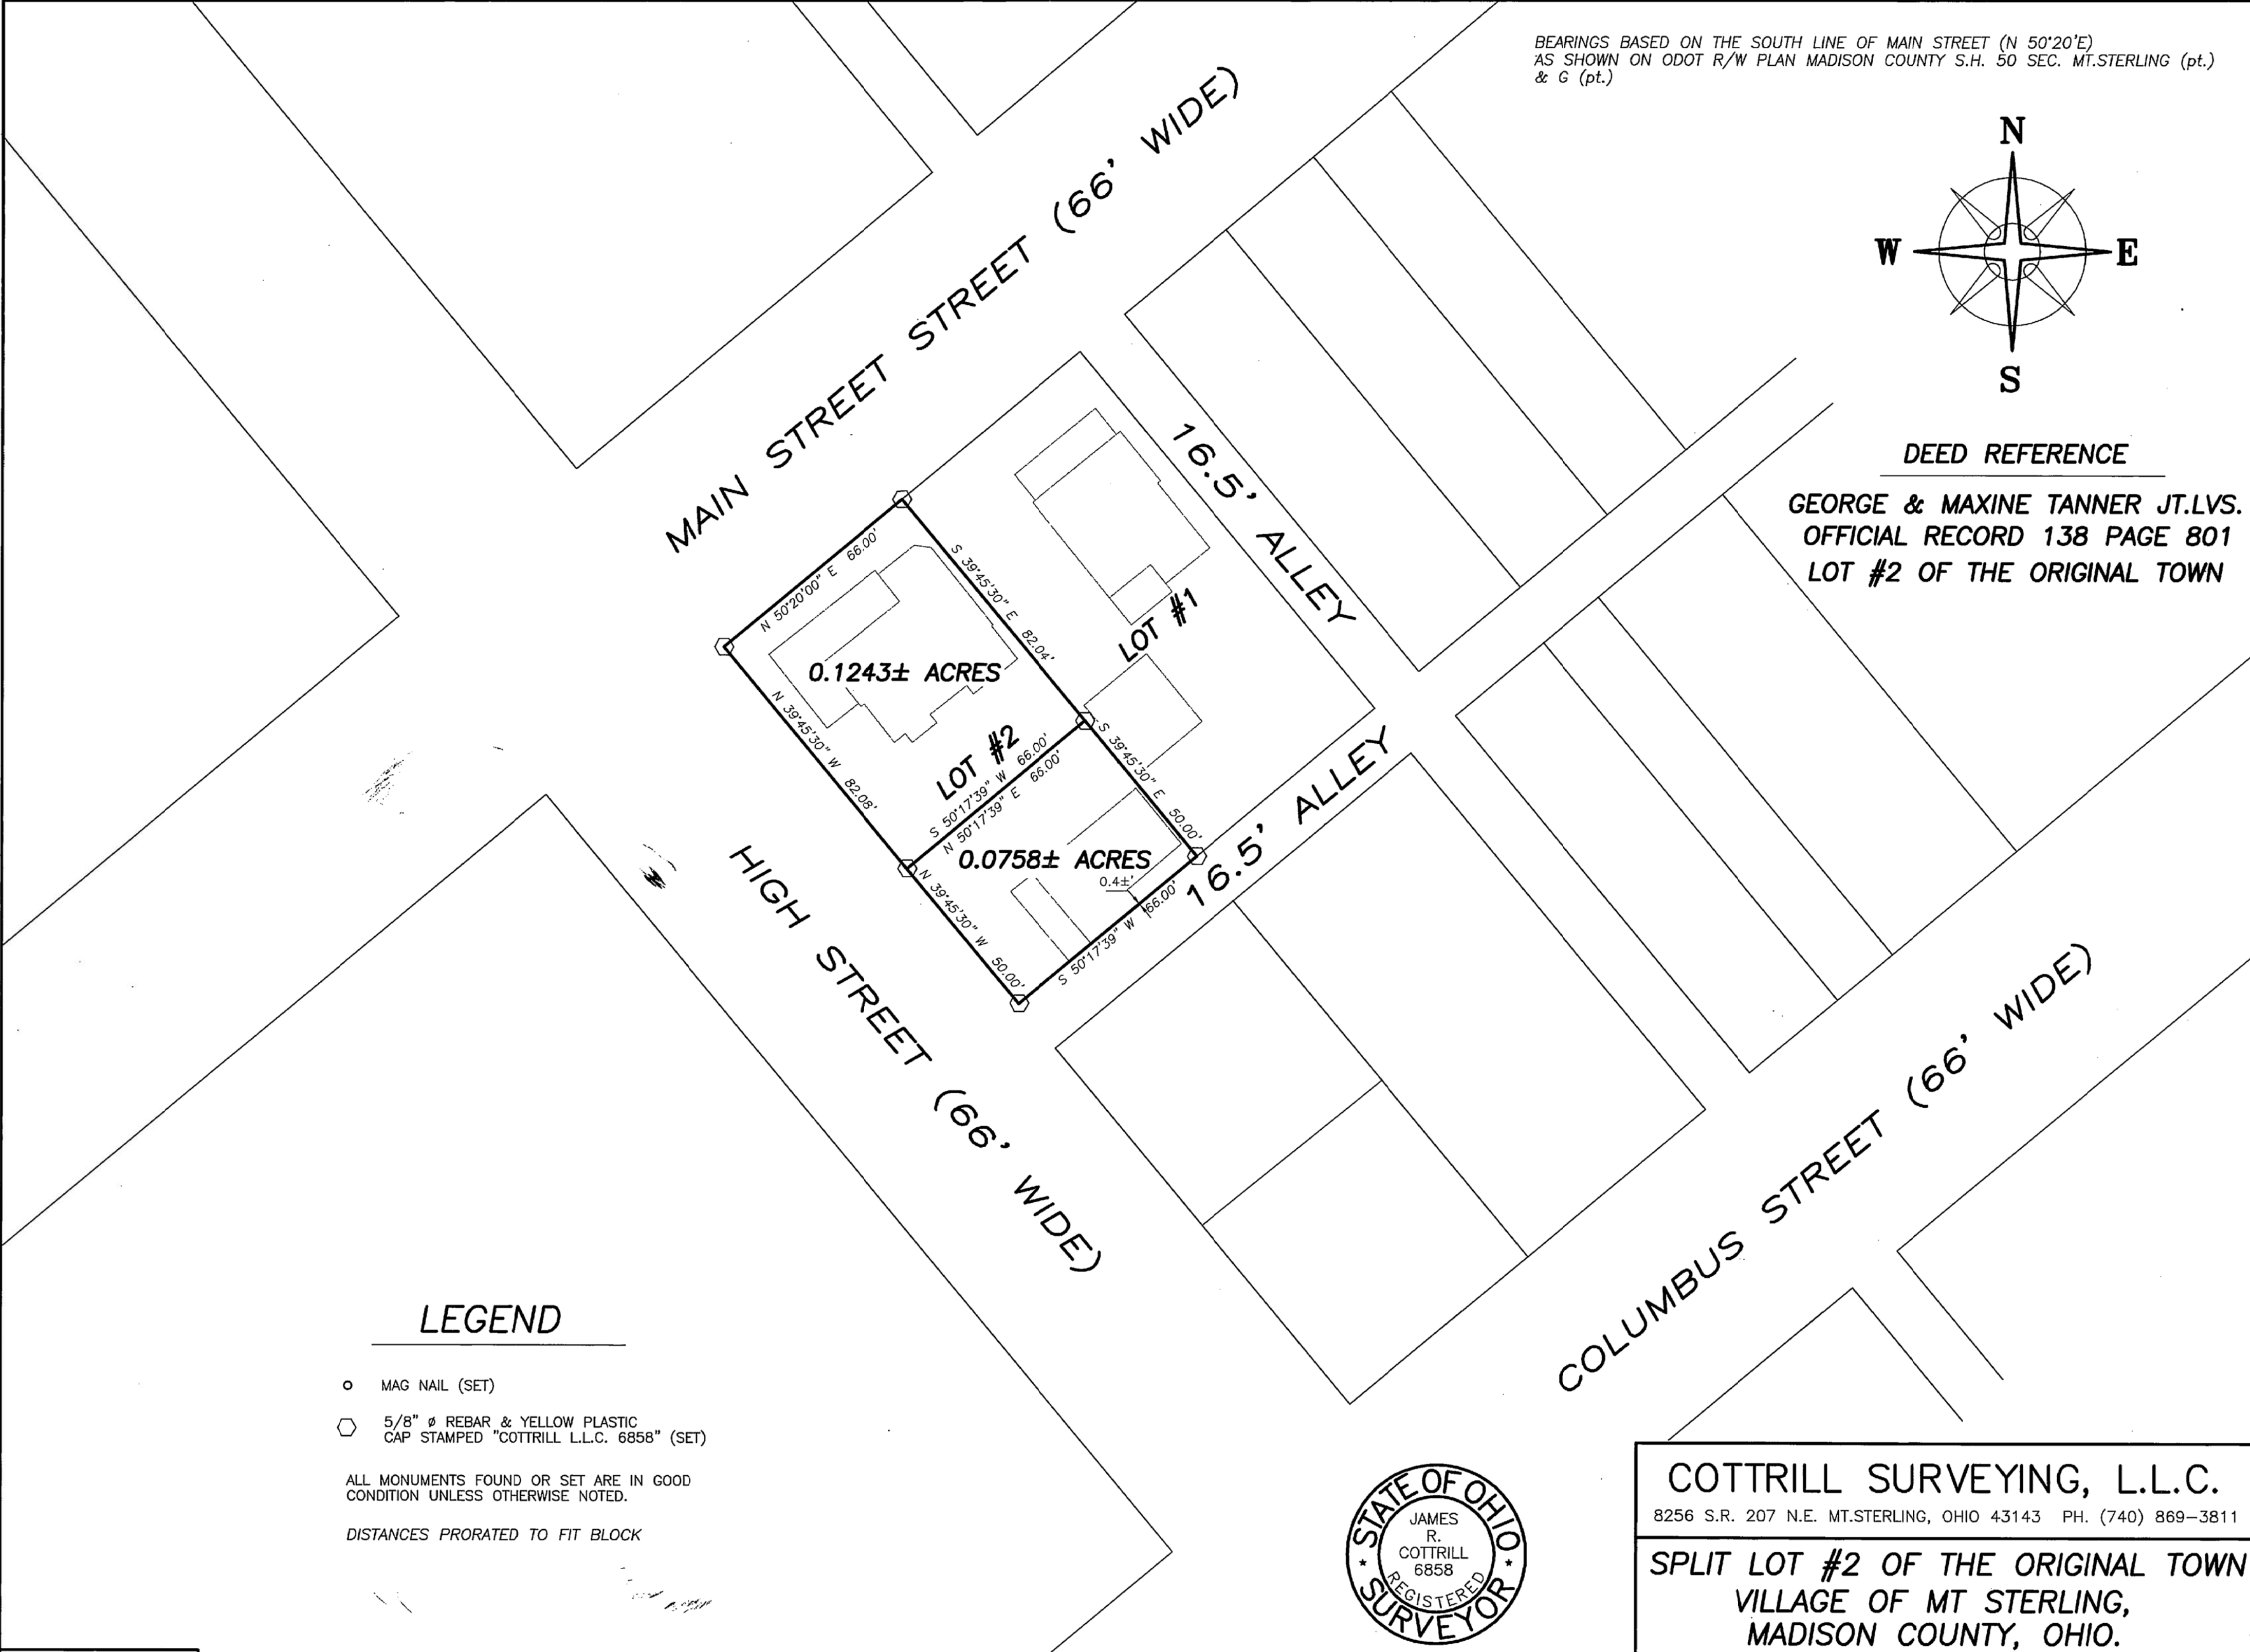 BEARINGS BASED ON THE SOUTH LINE OF MAIN STREET (N 50°20'E)
AS SHOWN ON ODOT R/W PLAN MADISON COUNTY S.H. 50 SEC. MT.STERLING (pt.)
& G (pt.)
N
W
E
S
DEED REFERENCE
GEORGE & MAXINE TANNER JT.LVS.
OFFICIAL RECORD 138 PAGE 801
LOT #2 OF THE ORIGINAL TOWN
MAIN STREET (66' WIDE)
16.5' ALLEY
N 50°20'00" E 66.00'
S 39°45'30" E 82.04'
LOT #1
0.1243± ACRES
N 39°45'30" W 82.08'
LOT #2
S 50°17'39" W 66.00'
N 50°17'39" E 66.00'
S 39°45'30" E 50.00'
0.0758± ACRES
0.4±'
N 39°45'30" W 50.00'
S 50°17'39" W 66.00'
16.5' ALLEY
HIGH STREET (66' WIDE)
COLUMBUS STREET (66' WIDE)
LEGEND
MAG NAIL (SET)
5/8" ø REBAR & YELLOW PLASTIC
CAP STAMPED "COTTRILL L.L.C. 6858" (SET)
ALL MONUMENTS FOUND OR SET ARE IN GOOD
CONDITION UNLESS OTHERWISE NOTED.
DISTANCES PRORATED TO FIT BLOCK
STATE OF OHIO
JAMES
R.
COTTRILL
6858
REGISTERED
SURVEYOR
COTTRILL SURVEYING, L.L.C.
8256 S.R. 207 N.E. MT.STERLING, OHIO 43143 PH. (740) 869-3811
SPLIT LOT #2 OF THE ORIGINAL TOWN
VILLAGE OF MT STERLING,
MADISON COUNTY, OHIO.